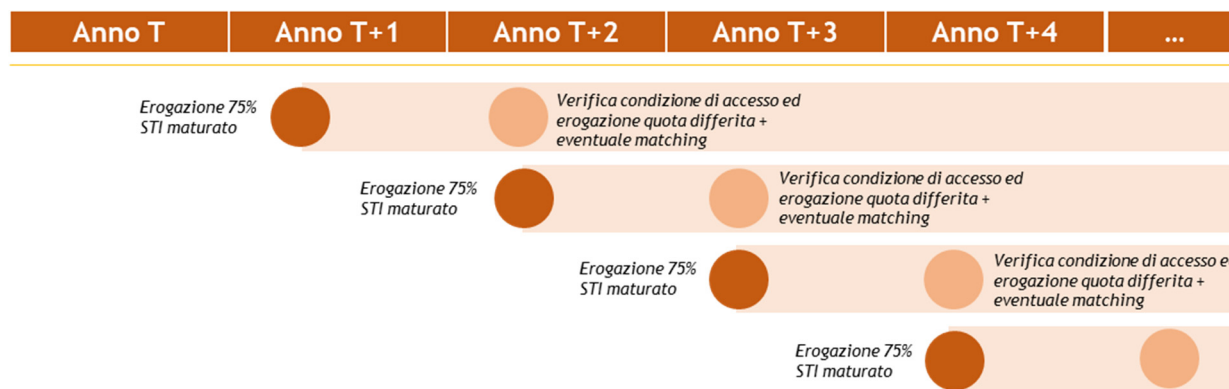 Anno T
Anno T+1
Anno T+2
Anno T+3
Anno T+4
...
Erogazione 75%
STI maturato
Verifica condizione di accesso ed
erogazione quota differita +
eventuale matching
Erogazione 75%
STI maturato
Verifica condizione di accesso ed
erogazione quota differita +
eventuale matching
Erogazione 75%
STI maturato
Verifica condizione di accesso e
erogazione quota differita +
eventuale matching
Erogazione 75%
STI maturato